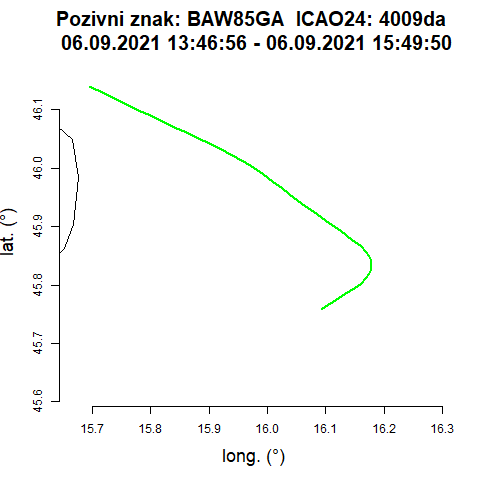 Pozivni znak: BAW85GA  ICAO24: 4009da
06.09.2021 13:46:56 - 06.09.2021 15:49:50
46.1
46.0
45.9
45.8
45.7
45.6
lat. (°)
15.7 15.8 15.9 16.0 16.1 16.2 16.3
long. (°)